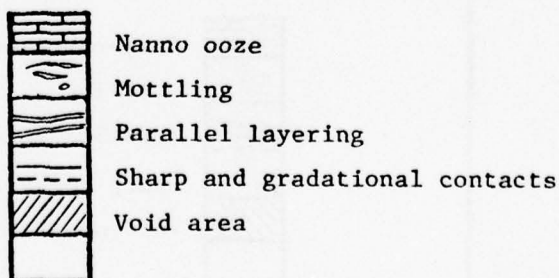 Nanno ooze
Mottling
Parallel layering
Sharp and gradational contacts
Void area